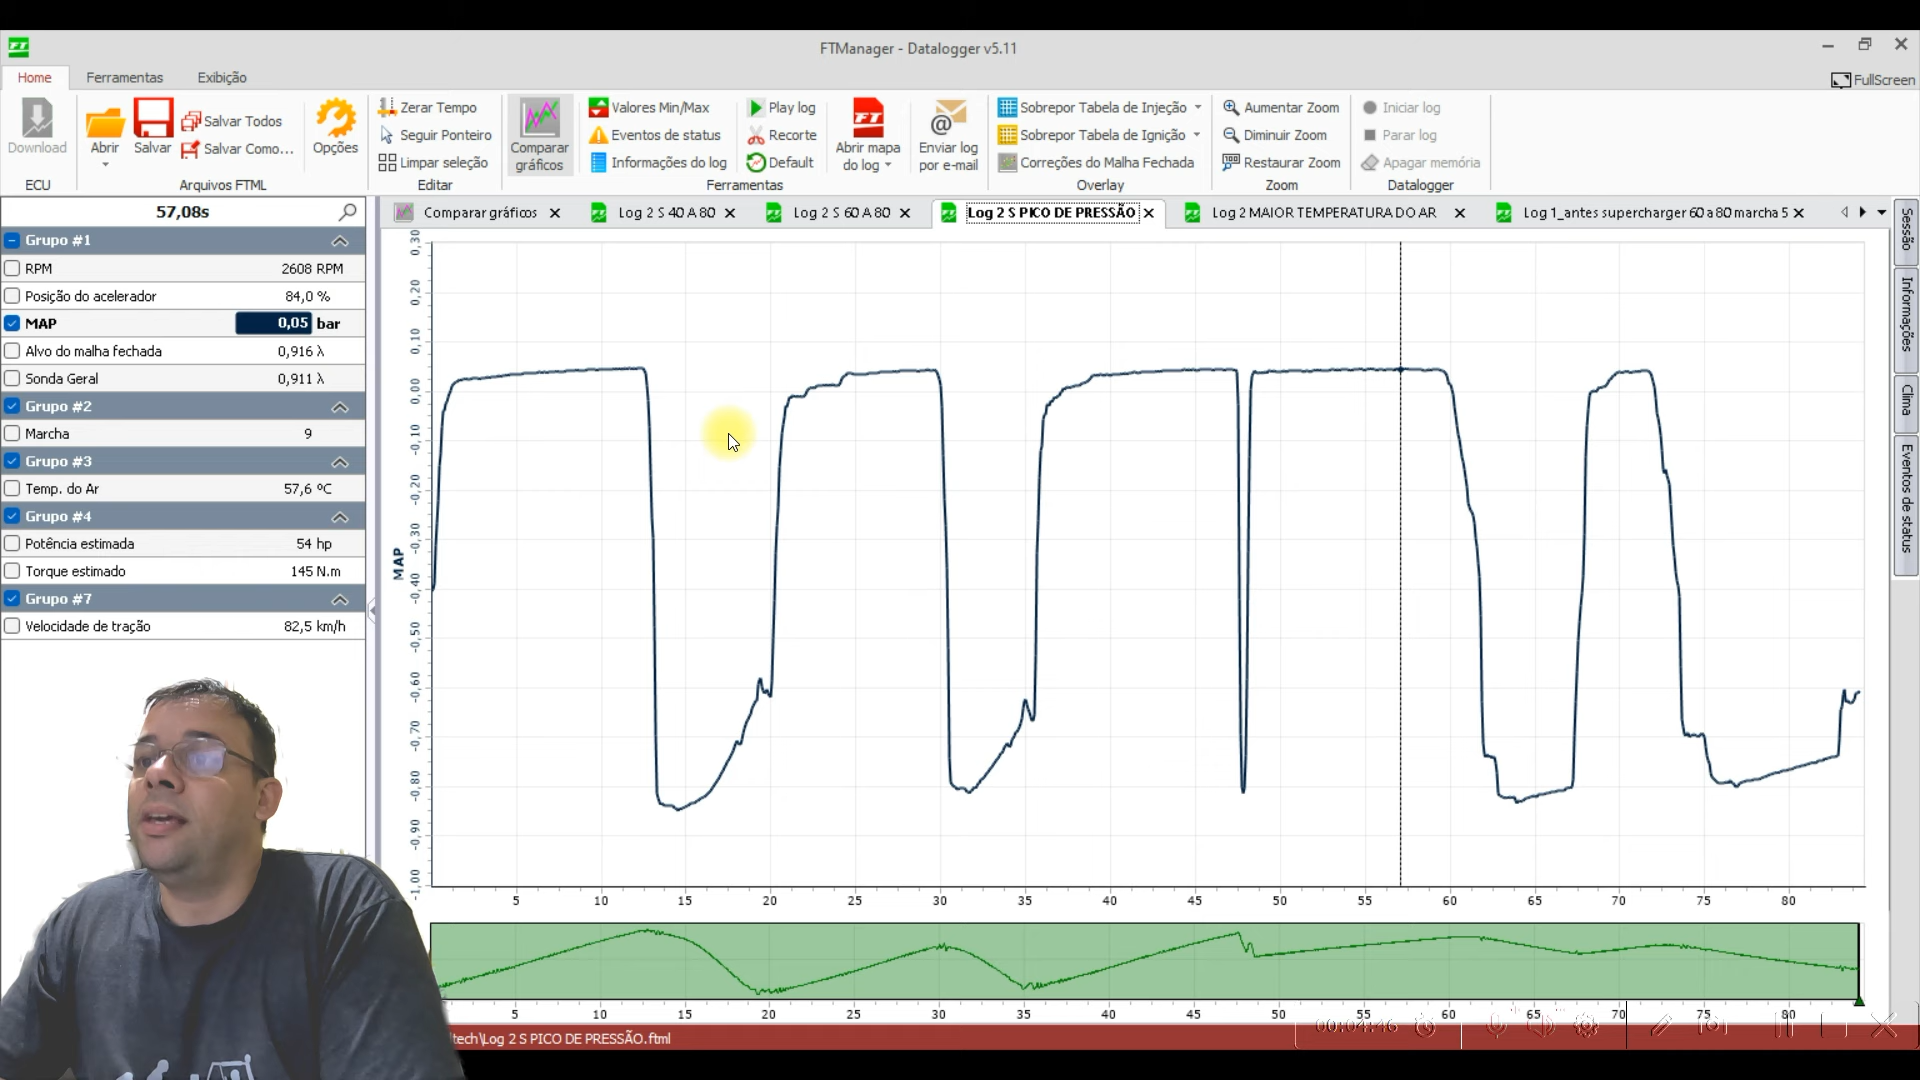 FTManager - Datalogger v5.11
Home Ferramentas Exibição FullScreen
Download Abrir Salvar Salvar Todos Salvar Como... Opções
Zerar Tempo
Seguir Ponteiro
Limpar seleção
Comparar gráficos
Valores Min/Max
Eventos de status
Informações do log
Play log
Recorte
Default
Abrir mapa do log
Enviar log por e-mail
Sobrepor Tabela de Injeção
Sobrepor Tabela de Ignição
Correções do Malha Fechada
Aumentar Zoom
Diminuir Zoom
Restaurar Zoom
Iniciar log
Parar log
Apagar memória
ECU Arquivos FTML Editar Ferramentas Overlay Zoom Datalogger
57,08s
Comparar gráficos Log 2 S 40 A 80 Log 2 S 60 A 80 Log 2 S PICO DE PRESSÃO Log 2 MAIOR TEMPERATURA DO AR Log 1_antes supercharger 60 a 80 marcha 5
Grupo #1
RPM 2608 RPM
Posição do acelerador 84,0 %
MAP 0,05 bar
Alvo do malha fechada 0,916 λ
Sonda Geral 0,911 λ
Grupo #2
Marcha 9
Grupo #3
Temp. do Ar 57,6 ºC
Grupo #4
Potência estimada 54 hp
Torque estimado 145 N.m
Grupo #7
Velocidade de tração 82,5 km/h
MAP
0,30
0,20
0,10
0,00
-0,10
-0,20
-0,30
-0,40
-0,50
-0,60
-0,70
-0,80
-0,90
-1,00
5 10 15 20 25 30 35 40 45 50 55 60 65 70 75 80
5 10 15 20 25 30 35 40 45 50 55 60 65 70 75 80
Sessão
Informações
Clima
Eventos de status
tech\Log 2 S PICO DE PRESSÃO.ftml
00:04:46